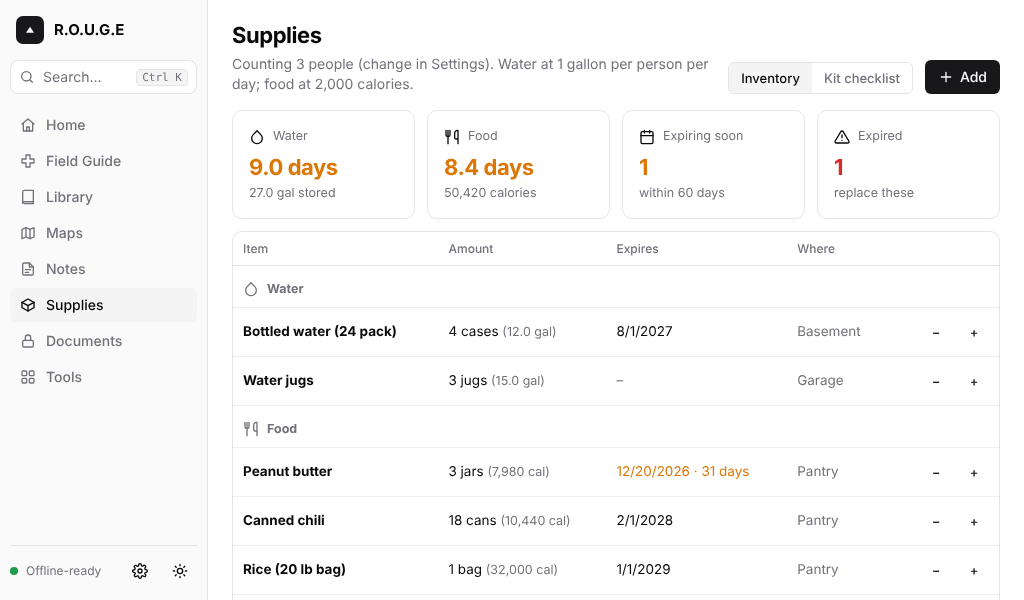 R.O.U.G.E
Search...
Ctrl K
Home
Field Guide
Library
Maps
Notes
Supplies
Documents
Tools
Offline-ready
Supplies
Counting 3 people (change in Settings). Water at 1 gallon per person per
day; food at 2,000 calories.
Inventory
Kit checklist
+ Add
Water
9.0 days
27.0 gal stored
Food
8.4 days
50,420 calories
Expiring soon
1
within 60 days
Expired
1
replace these
Item Amount Expires Where
Water
Bottled water (24 pack) 4 cases (12.0 gal) 8/1/2027 Basement − +
Water jugs 3 jugs (15.0 gal) – Garage − +
Food
Peanut butter 3 jars (7,980 cal) 12/20/2026 · 31 days Pantry − +
Canned chili 18 cans (10,440 cal) 2/1/2028 Pantry − +
Rice (20 lb bag) 1 bag (32,000 cal) 1/1/2029 Pantry − +